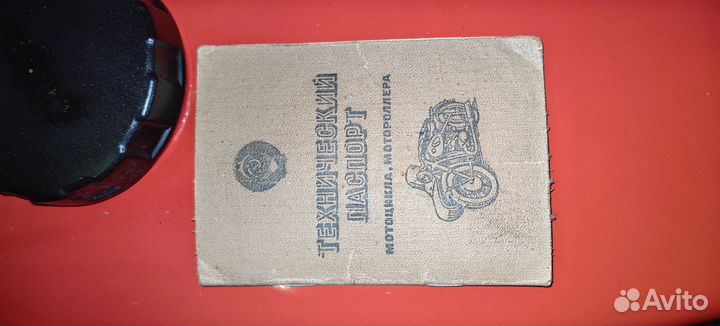 ТЕХНИЧЕСКИЙ
ПАСПОРТ
МОТОЦИКЛА, МОТОРОЛЛЕРА
Avito